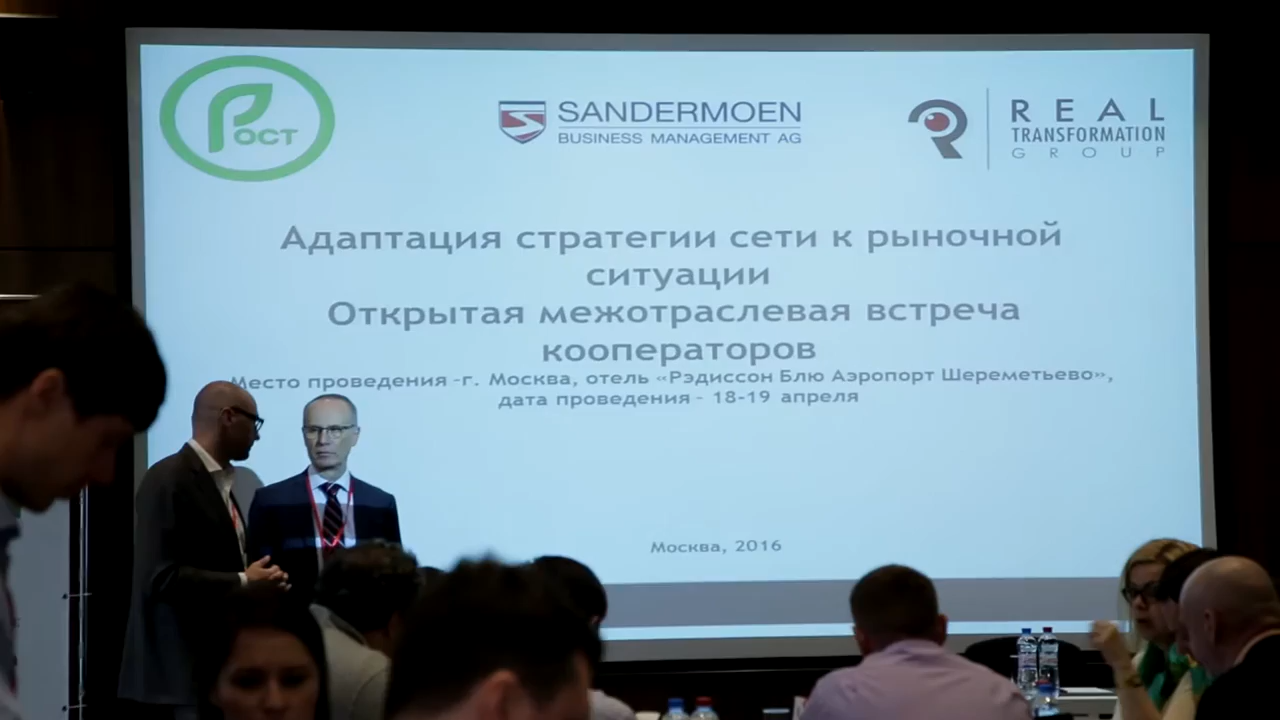 Рост
SANDERMOEN
BUSINESS MANAGEMENT AG
REAL
TRANSFORMATION
GROUP
Адаптация стратегии сети к рыночной
ситуации
Открытая межотраслевая встреча
кооператоров
Место проведения -г. Москва, отель «Рэдиссон Блю Аэропорт Шереметьево»,
дата проведения - 18-19 апреля
Москва, 2016